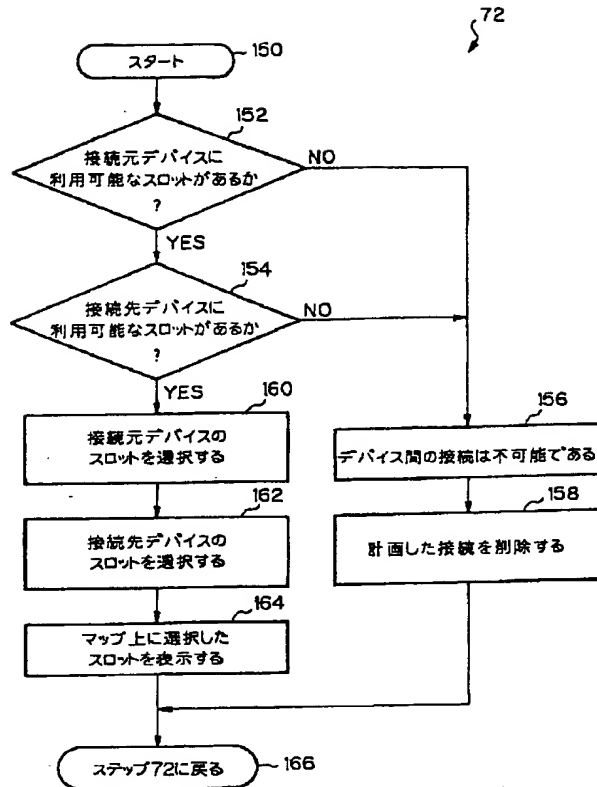 72
スタート
150
152
接続元デバイスに
利用可能なスロットがあるか
?
NO
YES
154
接続先デバイスに
利用可能なスロットがあるか
?
NO
YES
160
接続元デバイスの
スロットを選択する
156
デバイス間の接続は不可能である
162
接続先デバイスの
スロットを選択する
158
計画した接続を削除する
164
マップ上に選択した
スロットを表示する
ステップ72に戻る
166